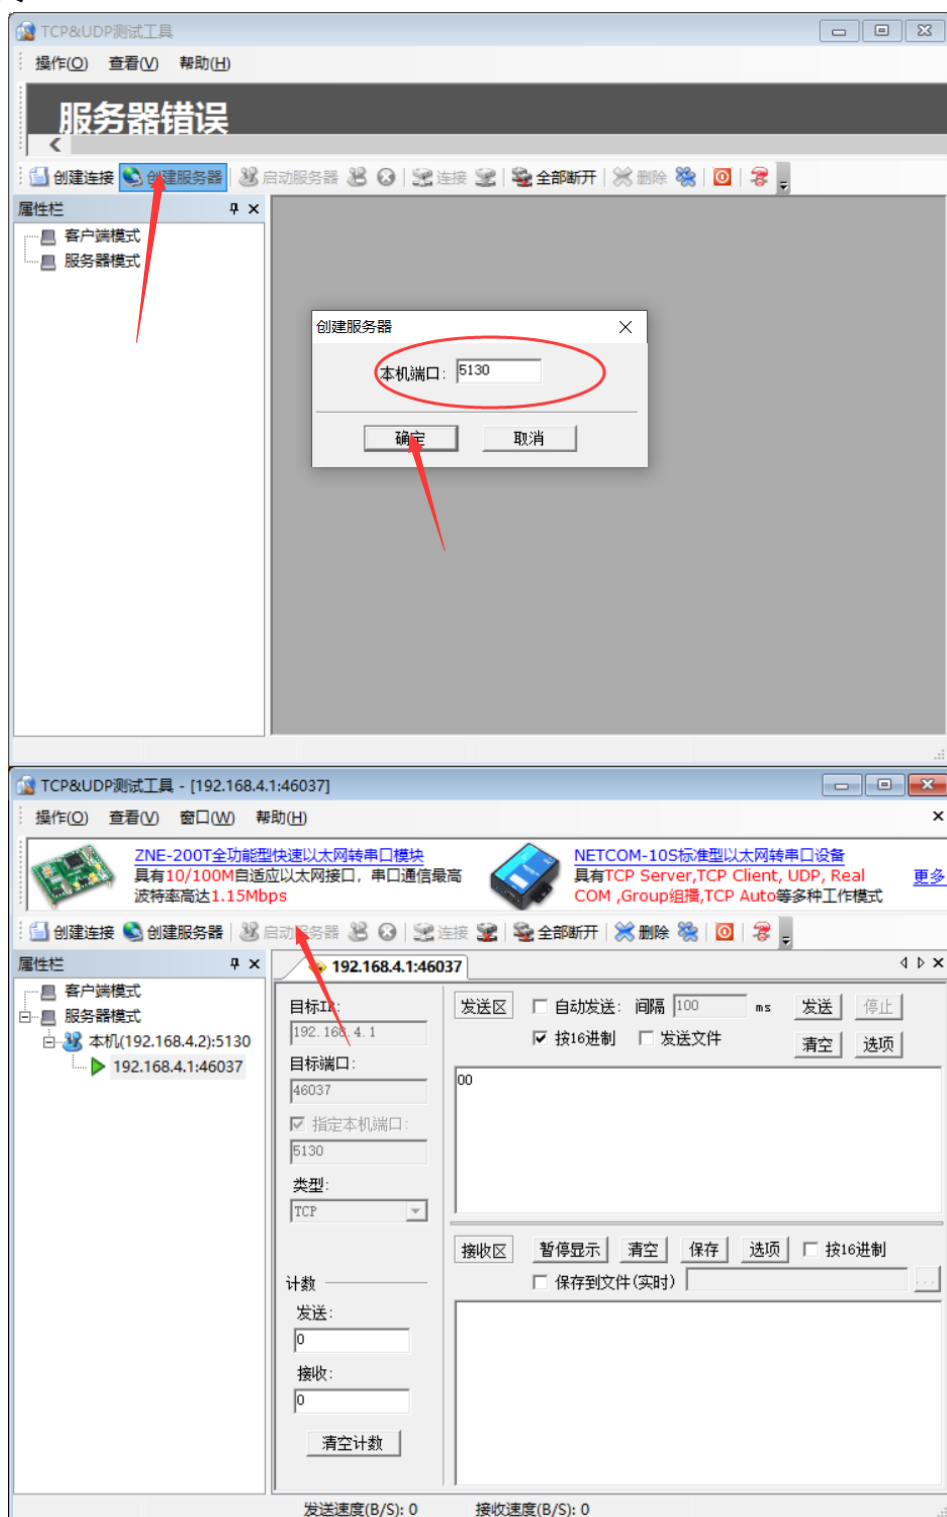 TCP&UDP测试工具
操作(O) 查看(V) 帮助(H)
服务器错误
创建连接 创建服务器 启动服务器 连接 全部断开 删除
属性栏
客户端模式
服务器模式
创建服务器
本机端口: 5130
确定 取消
TCP&UDP测试工具 - [192.168.4.1:46037]
操作(O) 查看(V) 窗口(W) 帮助(H)
ZNE-200T全功能型快速以太网转串口模块
具有10/100M自适应以太网接口，串口通信最高
波特率高达1.15Mbps
NETCOM-10S标准型以太网转串口设备
具有TCP Server,TCP Client, UDP, Real
COM ,Group组播,TCP Auto等多种工作模式
更多
创建连接 创建服务器 启动服务器 连接 全部断开 删除
属性栏
客户端模式
服务器模式
本机(192.168.4.2):5130
192.168.4.1:46037
192.168.4.1:46037
目标IP:
192.168.4.1
目标端口:
46037
指定本机端口:
5130
类型:
TCP
计数
发送:
0
接收:
0
清空计数
发送区 自动发送: 间隔 100 ms 发送 停止
按16进制 发送文件 清空 选项
00
接收区 暂停显示 清空 保存 选项 按16进制
保存到文件(实时) ...
发送速度(B/S): 0 接收速度(B/S): 0